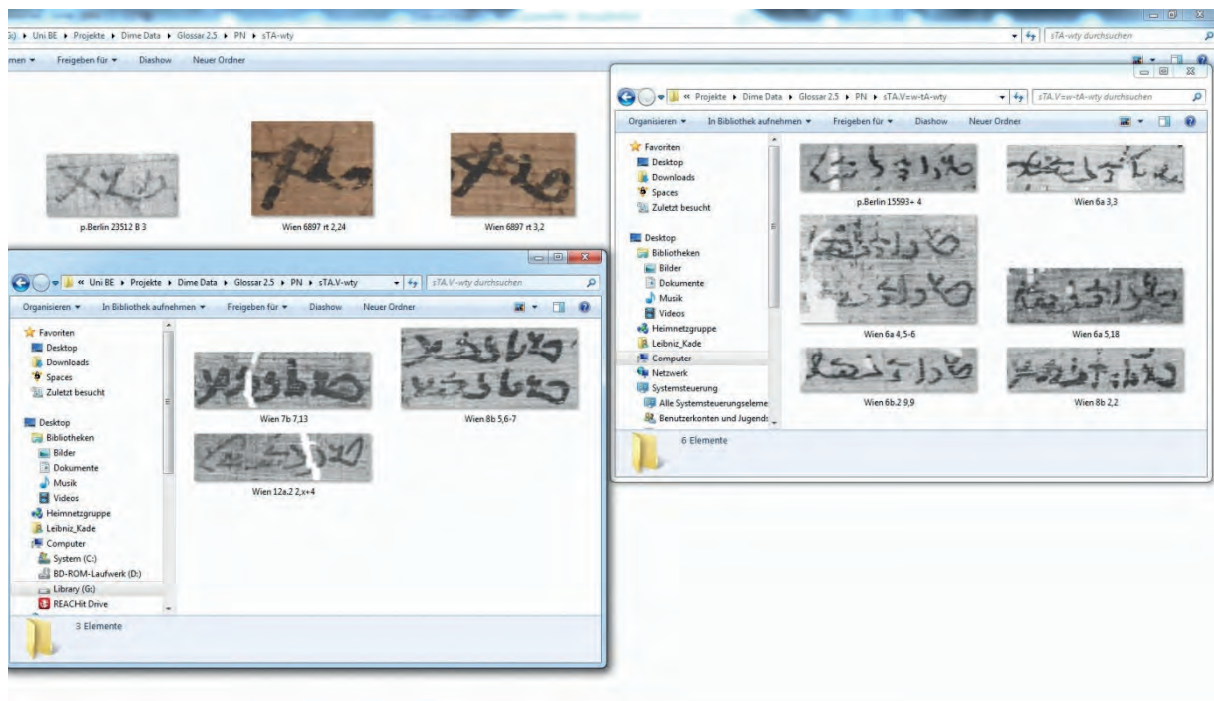 G:) ▸ Uni BE ▸ Projekte ▸ Dime Data ▸ Glossar 2.5 ▸ PN ▸ sTA-wty
sTA-wty durchsuchen
Freigeben für
Diashow
Neuer Ordner
p.Berlin 23512 B 3
Wien 6897 rt 2,24
Wien 6897 rt 3,2
« Projekte ▸ Dime Data ▸ Glossar 2.5 ▸ PN ▸ sTA.V=w-tA-wty
sTA.V=w-tA-wty durchsuchen
Organisieren
In Bibliothek aufnehmen
Freigeben für
Diashow
Neuer Ordner
Favoriten
Desktop
Downloads
Spaces
Zuletzt besucht
Desktop
Bibliotheken
Bilder
Dokumente
Musik
Videos
Heimnetzgruppe
Leibniz_Kade
Computer
Netzwerk
Systemsteuerung
Alle Systemsteuerungseleme
Benutzerkonten und Jugends
p.Berlin 15593+ 4
Wien 6a 3,3
Wien 6a 4,5-6
Wien 6a 5,18
Wien 6b.2 9,9
Wien 8b 2,2
6 Elemente
« Uni BE ▸ Projekte ▸ Dime Data ▸ Glossar 2.5 ▸ PN ▸ sTA.V-wty
sTA.V-wty durchsuchen
Organisieren
In Bibliothek aufnehmen
Freigeben für
Diashow
Neuer Ordner
Favoriten
Desktop
Downloads
Spaces
Zuletzt besucht
Desktop
Bibliotheken
Bilder
Dokumente
Musik
Videos
Heimnetzgruppe
Leibniz_Kade
Computer
System (C:)
BD-ROM-Laufwerk (D:)
Library (G:)
REACHit Drive
Wien 7b 7,13
Wien 8b 5,6-7
Wien 12a.2 2,x+4
3 Elemente